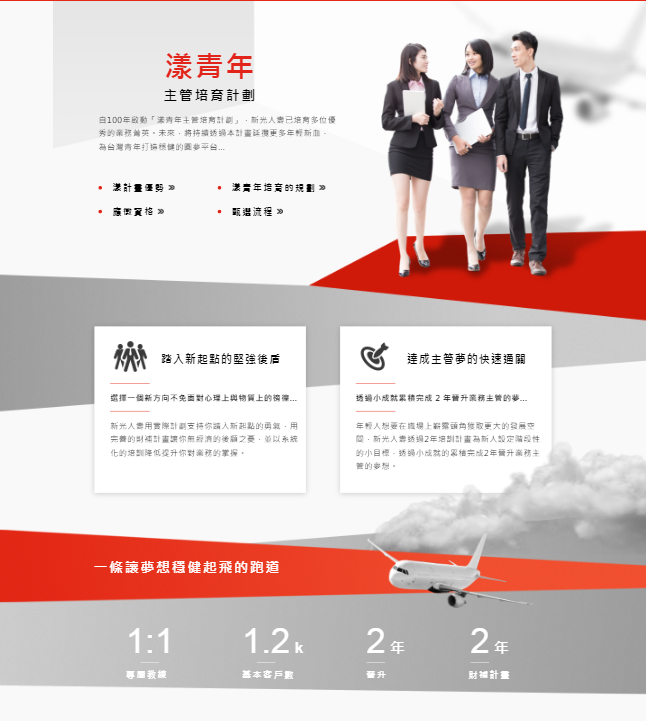 漾青年
主管培育計劃
自100年啟動「漾青年主管培育計劃」，新光人壽已培育多位優
秀的業務菁英。未來，將持續透過本計畫延攬更多年輕新血，
為台灣青年打造穩健的圓夢平台...
漾計畫優勢 »
漾青年培育的規劃 »
應徵資格 »
甄選流程 »
踏入新起點的堅強後盾
選擇一個新方向不免面對心理上與物質上的徬徨...
新光人壽用實際計劃支持你踏入新起點的勇氣，用
完善的財補計畫讓你無經濟的後顧之憂，並以系統
化的培訓降低提升你對業務的掌握。
達成主管夢的快速通關
透過小成就累積完成 2 年晉升業務主管的夢...
年輕人想要在職場上嶄露頭角獲取更大的發展空
間，新光人壽透過2年培訓計畫為新人設定階段性
的小目標，透過小成就的累積完成2年晉升業務主
管的夢想。
一條讓夢想穩健起飛的跑道
1:1
專屬教練
1.2 k
基本客戶數
2 年
晉升
2 年
財補計畫